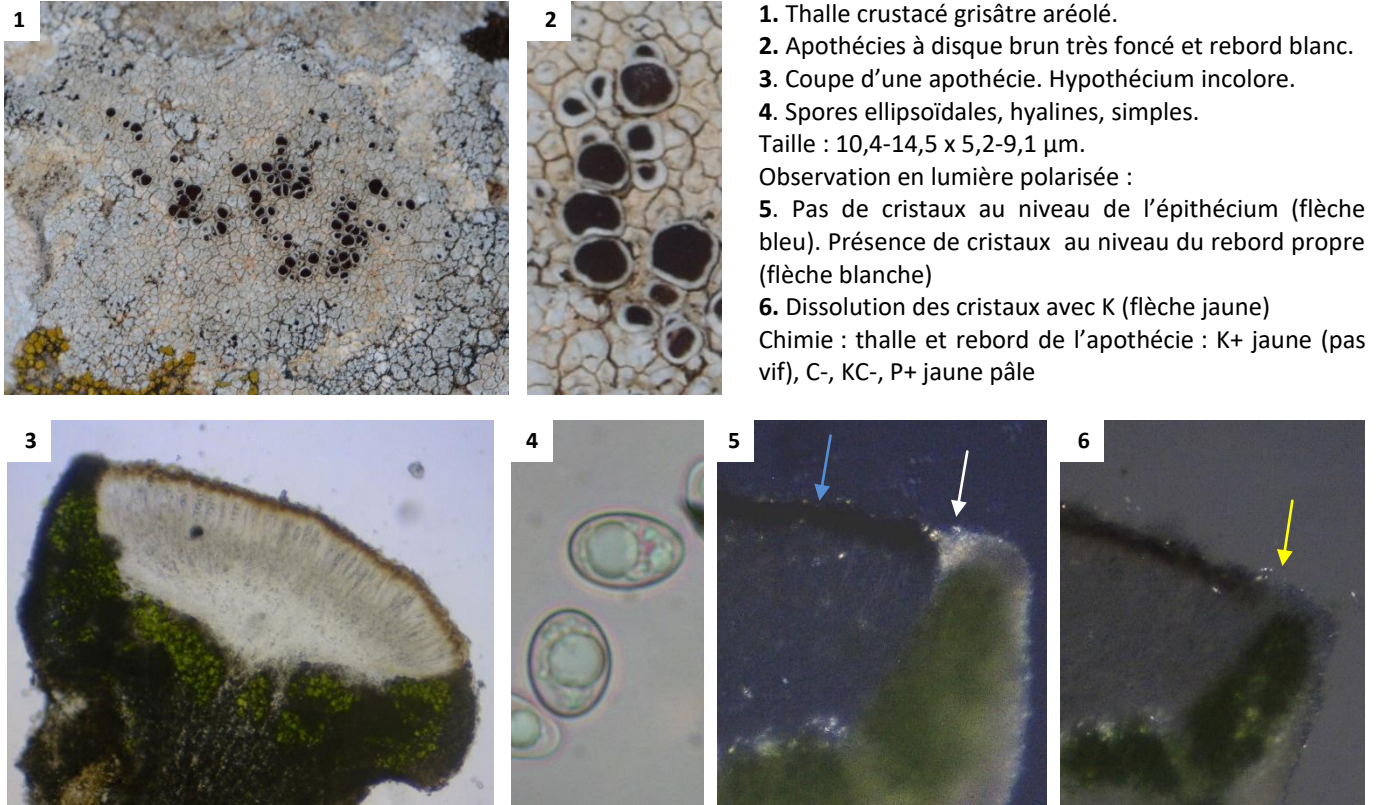 1
2
1. Thalle crustacé grisâtre aréolé.
2. Apothécies à disque brun très foncé et rebord blanc.
3. Coupe d’une apothécie. Hypothécium incolore.
4. Spores ellipsoïdales, hyalines, simples.
Taille : 10,4-14,5 x 5,2-9,1 µm.
Observation en lumière polarisée :
5. Pas de cristaux au niveau de l’épithécium (flèche
bleu). Présence de cristaux au niveau du rebord propre
(flèche blanche)
6. Dissolution des cristaux avec K (flèche jaune)
Chimie : thalle et rebord de l’apothécie : K+ jaune (pas
vif), C-, KC-, P+ jaune pâle
3
4
5
6